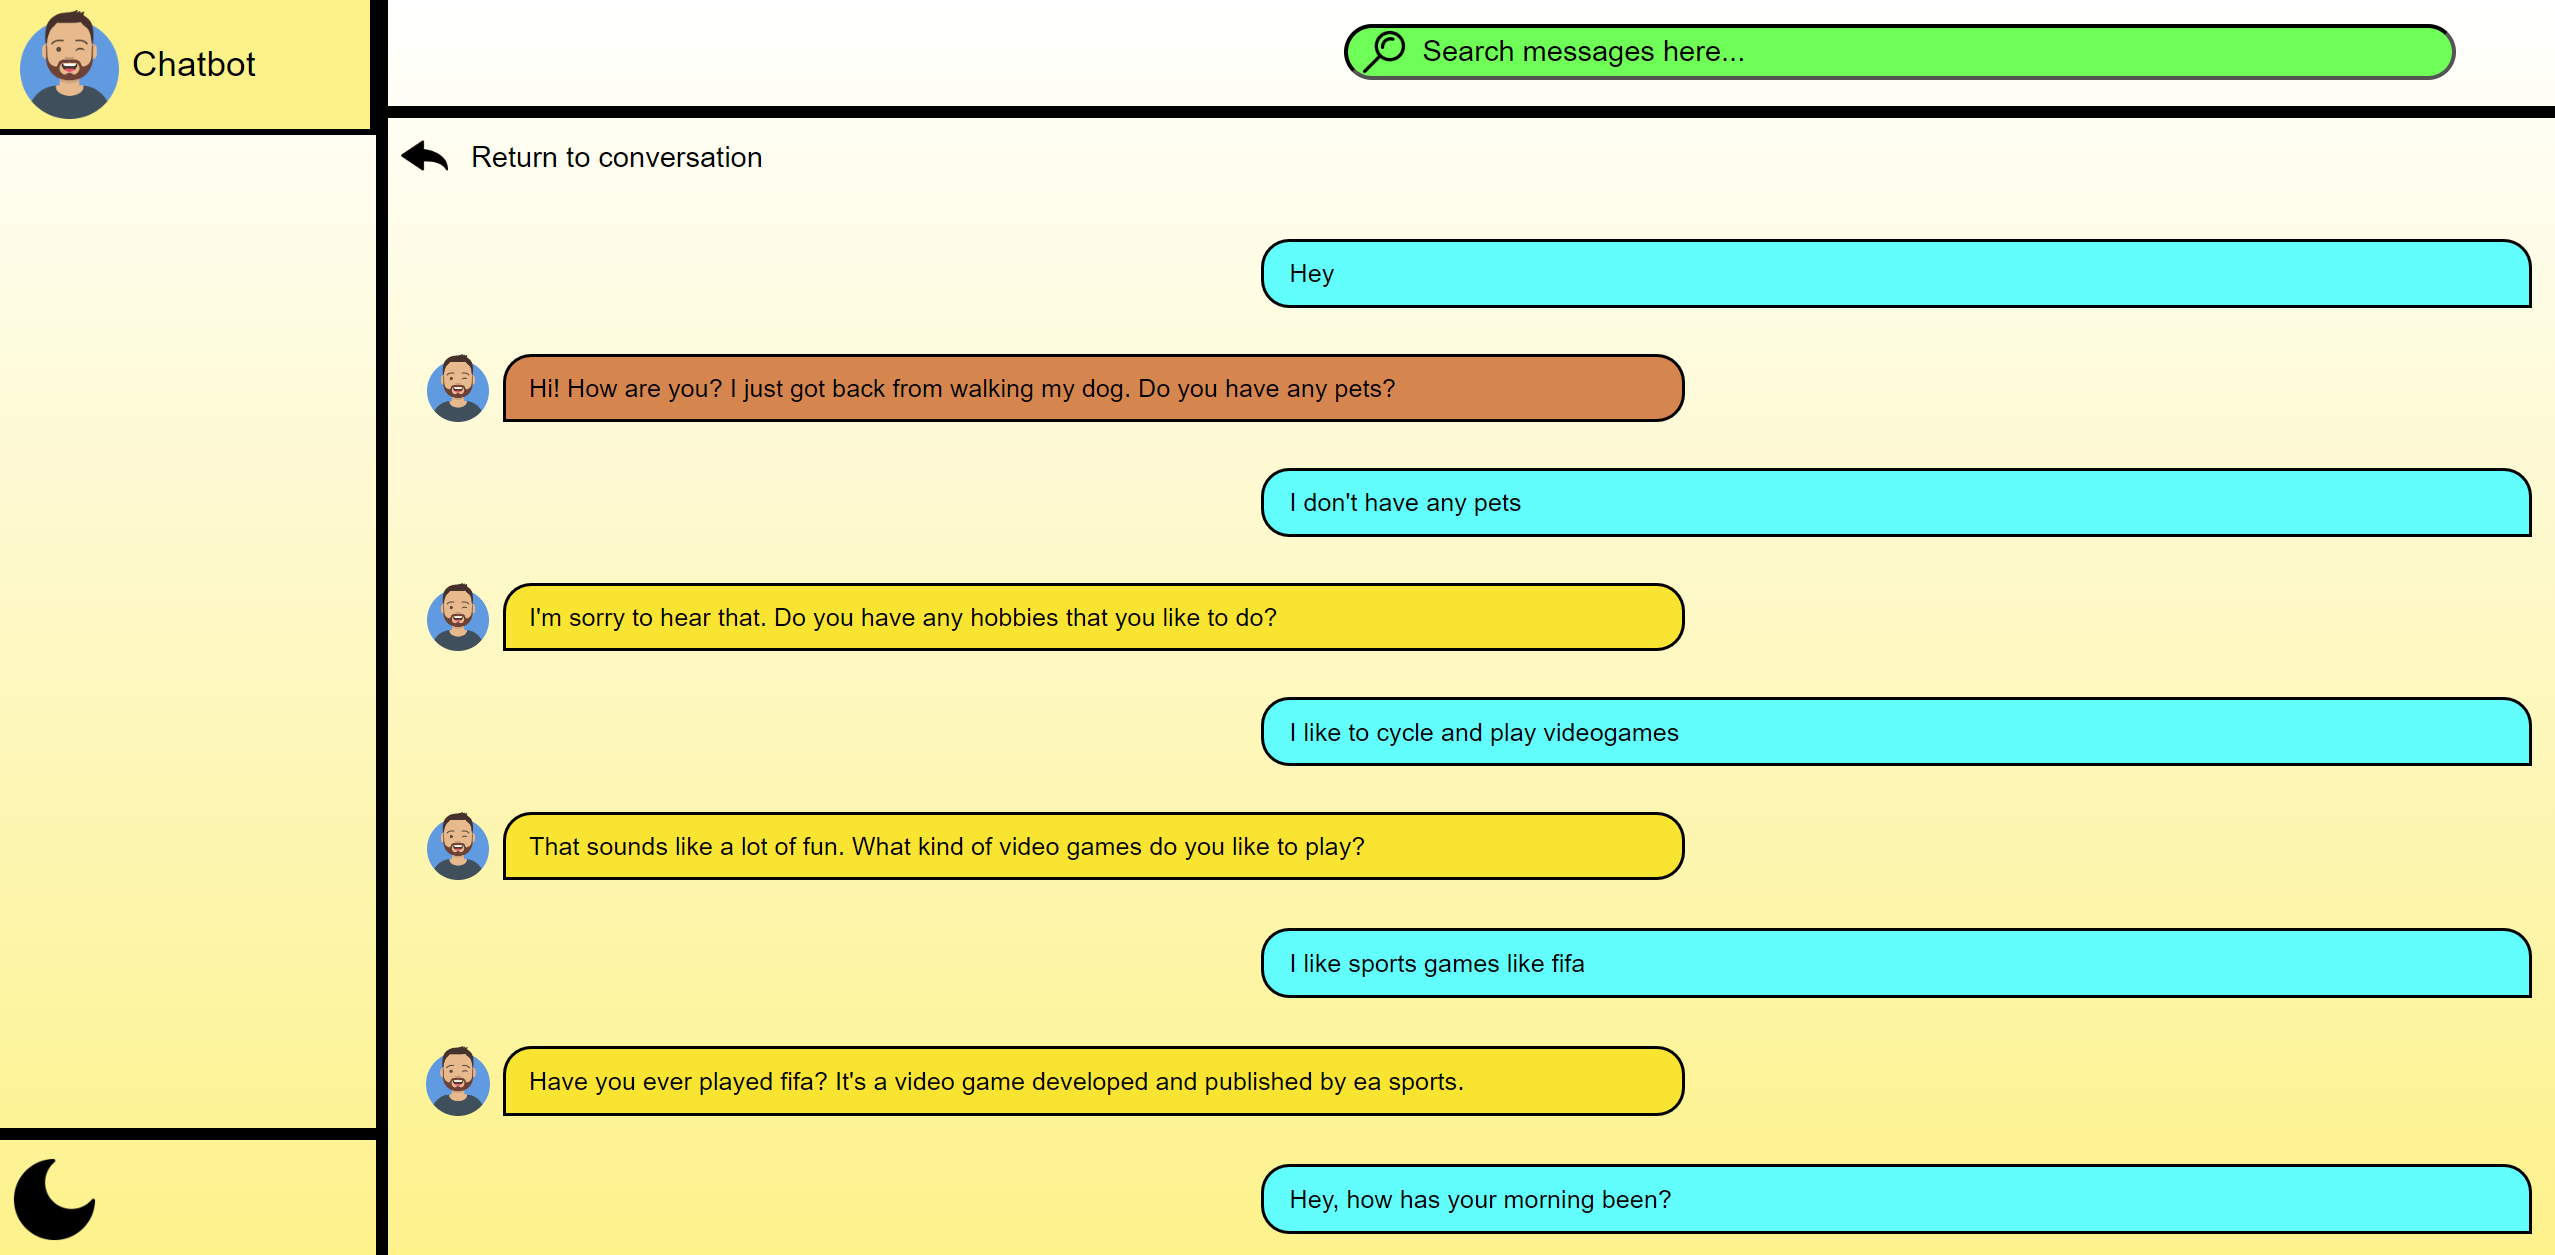 Chatbot
Search messages here...
Return to conversation
Hey
Hi! How are you? I just got back from walking my dog. Do you have any pets?
I don't have any pets
I'm sorry to hear that. Do you have any hobbies that you like to do?
I like to cycle and play videogames
That sounds like a lot of fun. What kind of video games do you like to play?
I like sports games like fifa
Have you ever played fifa? It's a video game developed and published by ea sports.
Hey, how has your morning been?